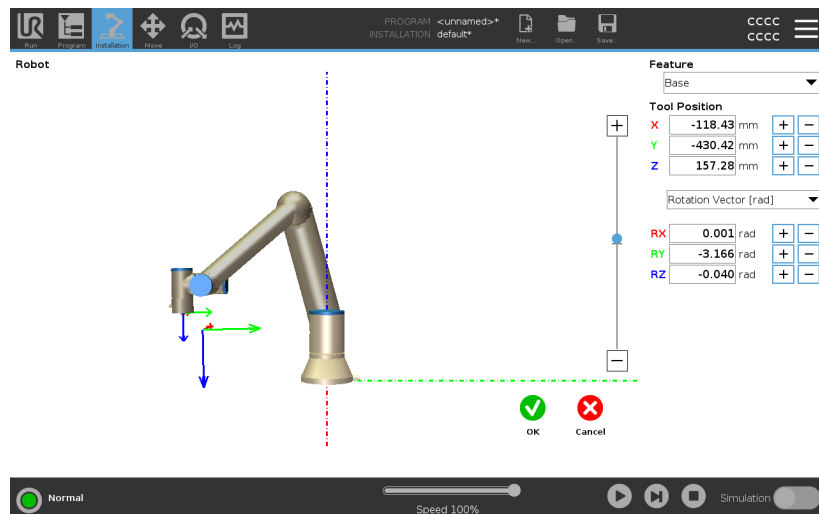 PROGRAM <unnamed>*
INSTALLATION default*
CCCC
CCCC
Run Program Installation Move I/O Log
New... Open... Save...
Robot
Feature
Base
Tool Position
X -118.43 mm + −
Y -430.42 mm + −
Z 157.28 mm + −
Rotation Vector [rad]
RX 0.001 rad + −
RY -3.166 rad + −
RZ -0.040 rad + −
+
−
OK Cancel
Normal
Speed 100%
Simulation